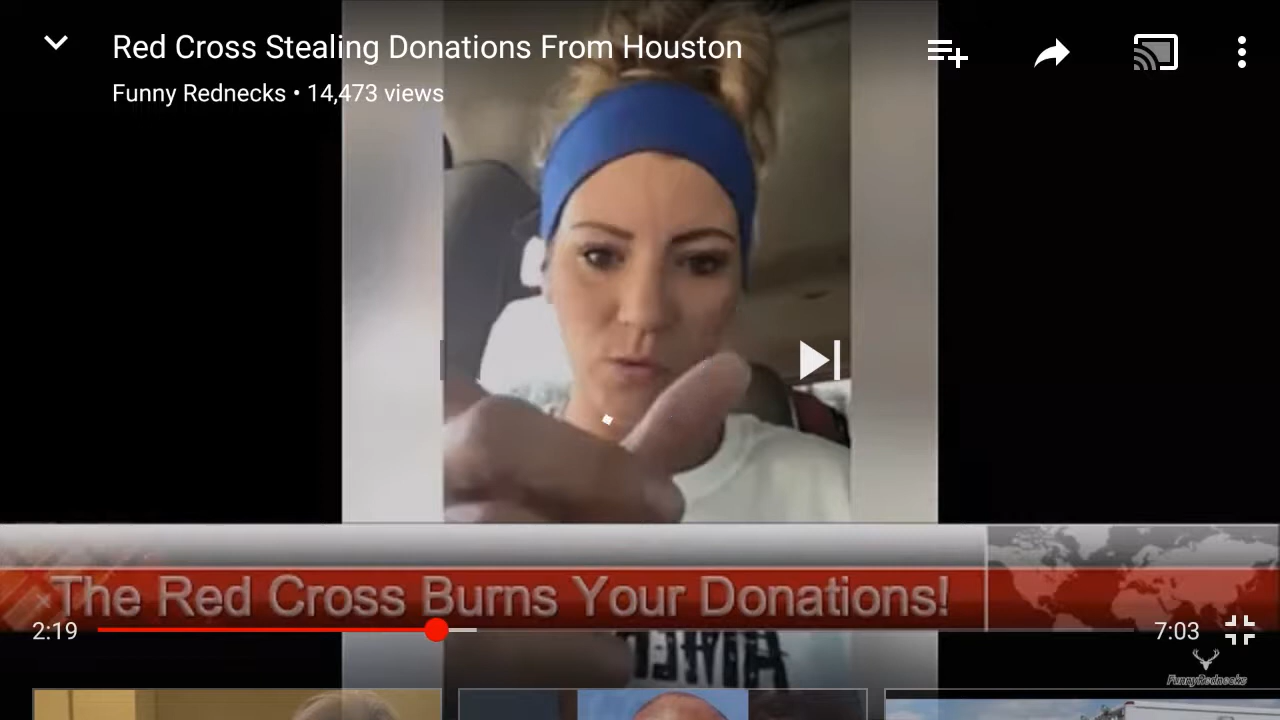 Red Cross Stealing Donations From Houston
Funny Rednecks • 14,473 views
The Red Cross Burns Your Donations!
2:19
7:03
FunnyRednecks